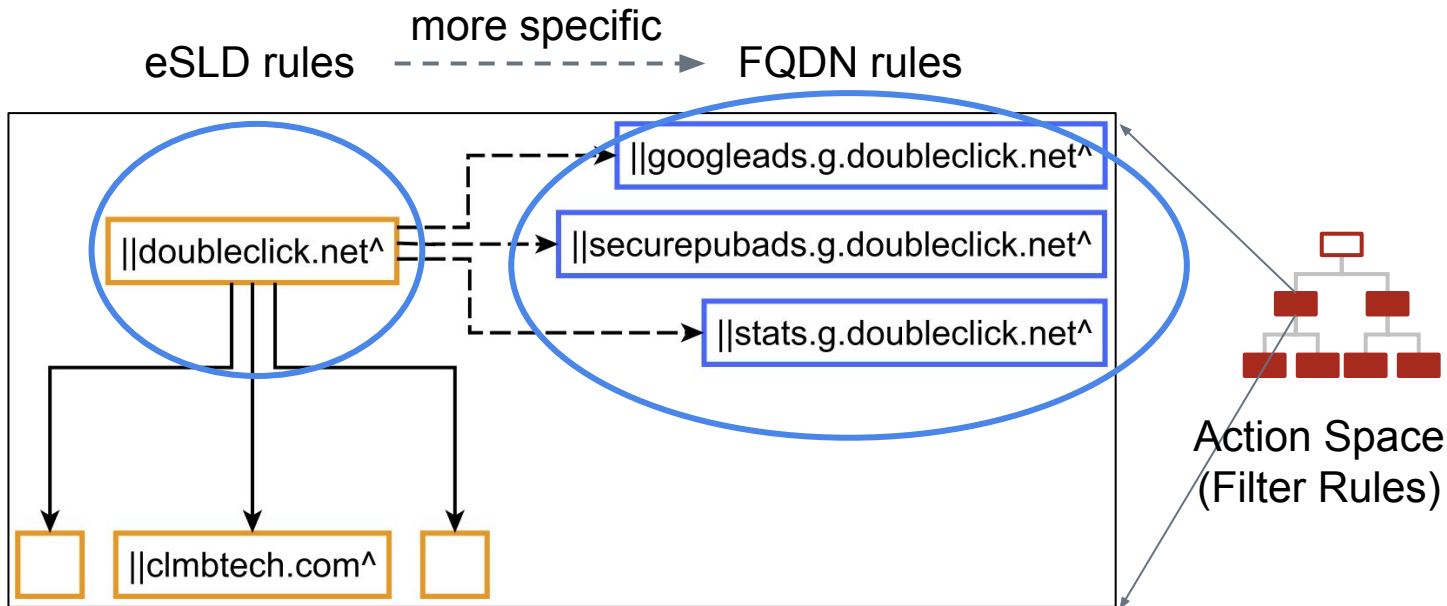 more specific
eSLD rules
FQDN rules
||googleads.g.doubleclick.net^
||doubleclick.net^
||securepubads.g.doubleclick.net^
||stats.g.doubleclick.net^
Action Space
(Filter Rules)
||clmbtech.com^